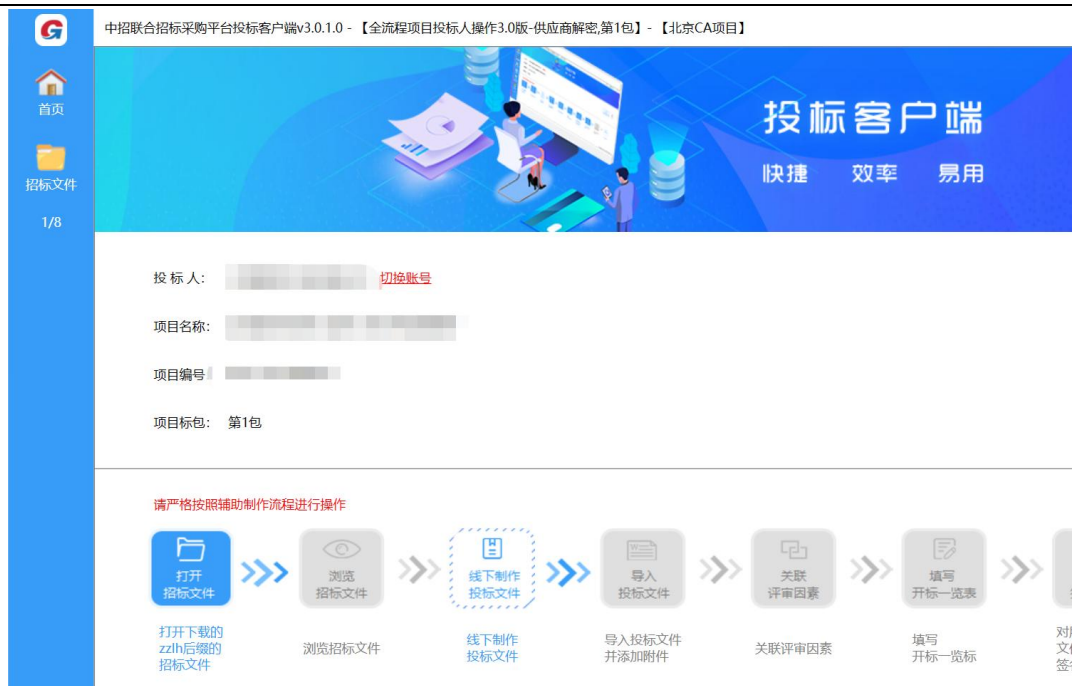 中招联合招标采购平台投标客户端v3.0.1.0 - 【全流程项目投标人操作3.0版-供应商解密,第1包】 - 【北京CA项目】
首页
招标文件
1/8
投标客户端
快捷 效率 易用
投 标 人: 切换账号
项目名称:
项目编号
项目标包: 第1包
请严格按照辅助制作流程进行操作
打开
招标文件
浏览
招标文件
线下制作
投标文件
导入
投标文件
关联
评审因素
填写
开标一览表
打开下载的
zzlh后缀的
招标文件
浏览招标文件
线下制作
投标文件
导入投标文件
并添加附件
关联评审因素
填写
开标一览标